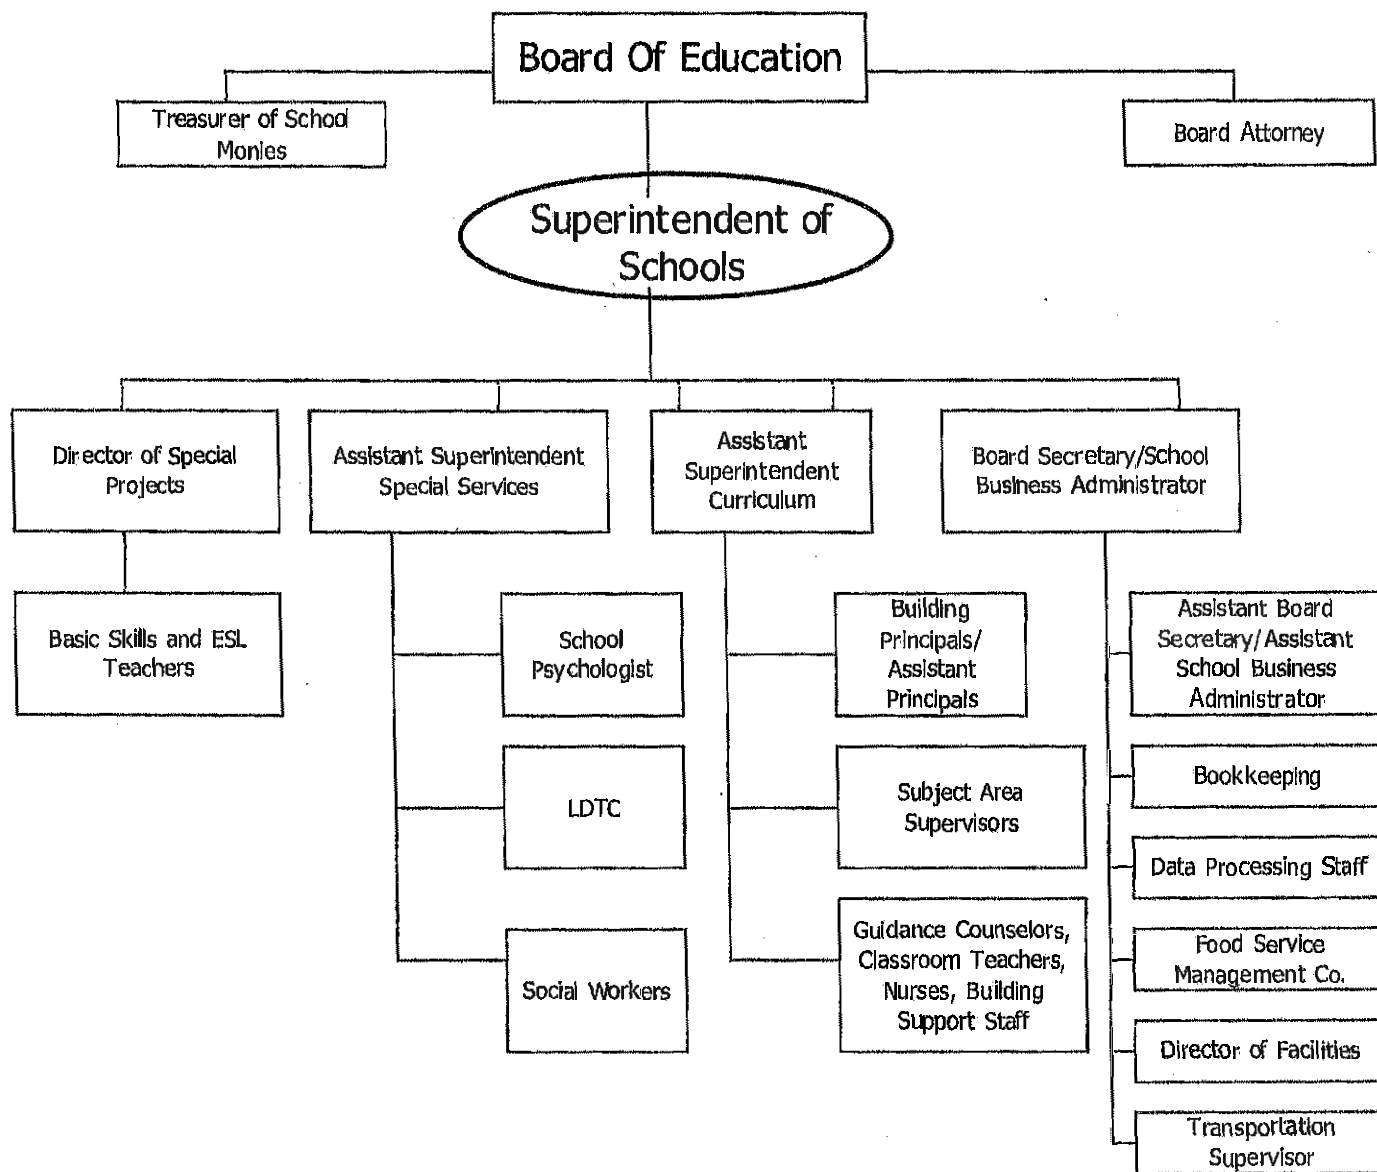 Board Of Education
Treasurer of School
Monies
Board Attorney
Superintendent of
Schools
Director of Special
Projects
Assistant Superintendent
Special Services
Assistant
Superintendent
Curriculum
Board Secretary/School
Business Administrator
Basic Skills and ESL
Teachers
School
Psychologist
LDTC
Social Workers
Building
Principals/
Assistant
Principals
Subject Area
Supervisors
Guidance Counselors,
Classroom Teachers,
Nurses, Building
Support Staff
Assistant Board
Secretary/Assistant
School Business
Administrator
Bookkeeping
Data Processing Staff
Food Service
Management Co.
Director of Facilities
Transportation
Supervisor